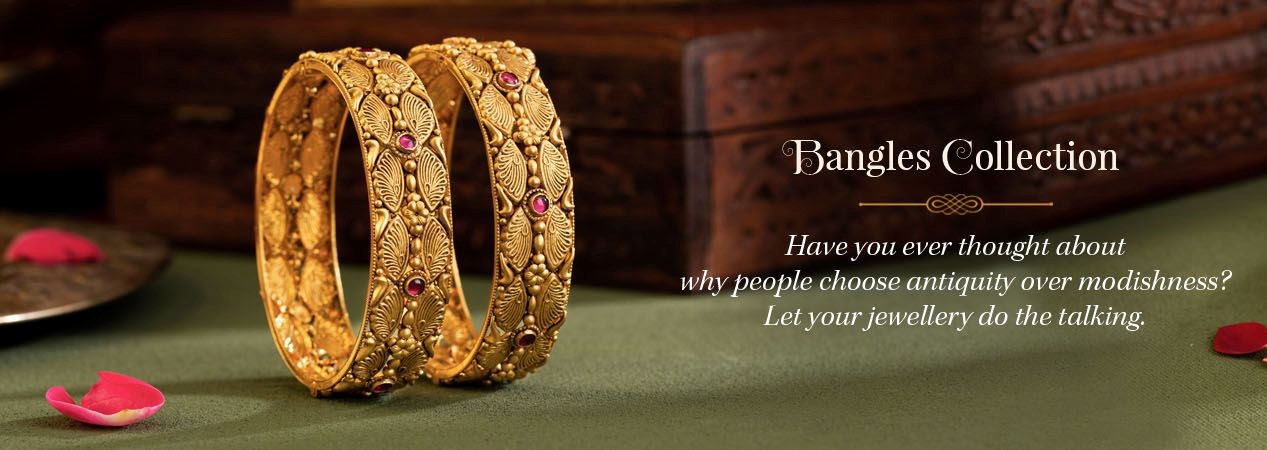 Bangles Collection
Have you ever thought about
why people choose antiquity over modishness?
Let your jewellery do the talking.